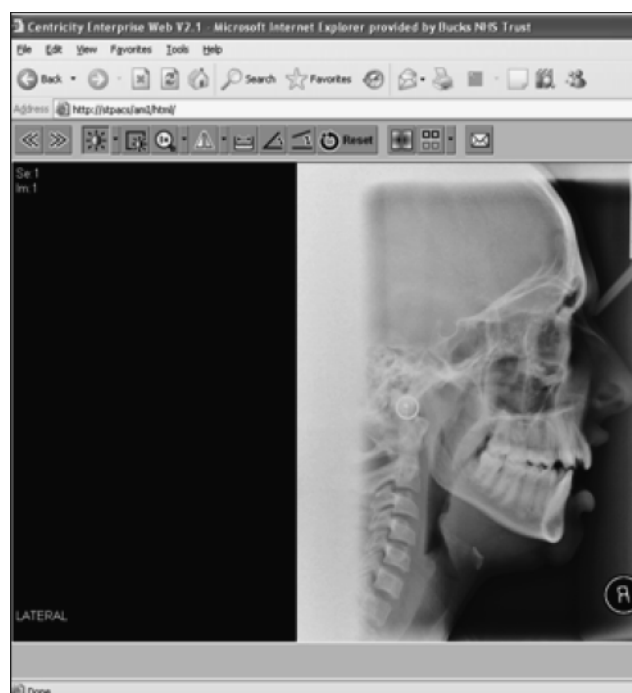 Centricity Enterprise Web V2.1 - Microsoft Internet Explorer provided by Bucks NHS Trust
File Edit View Favorites Tools Help
Back Search Favorites
Address http://stpacs/ami/html/
Reset
Se:1
Im:1
R
LATERAL
Done